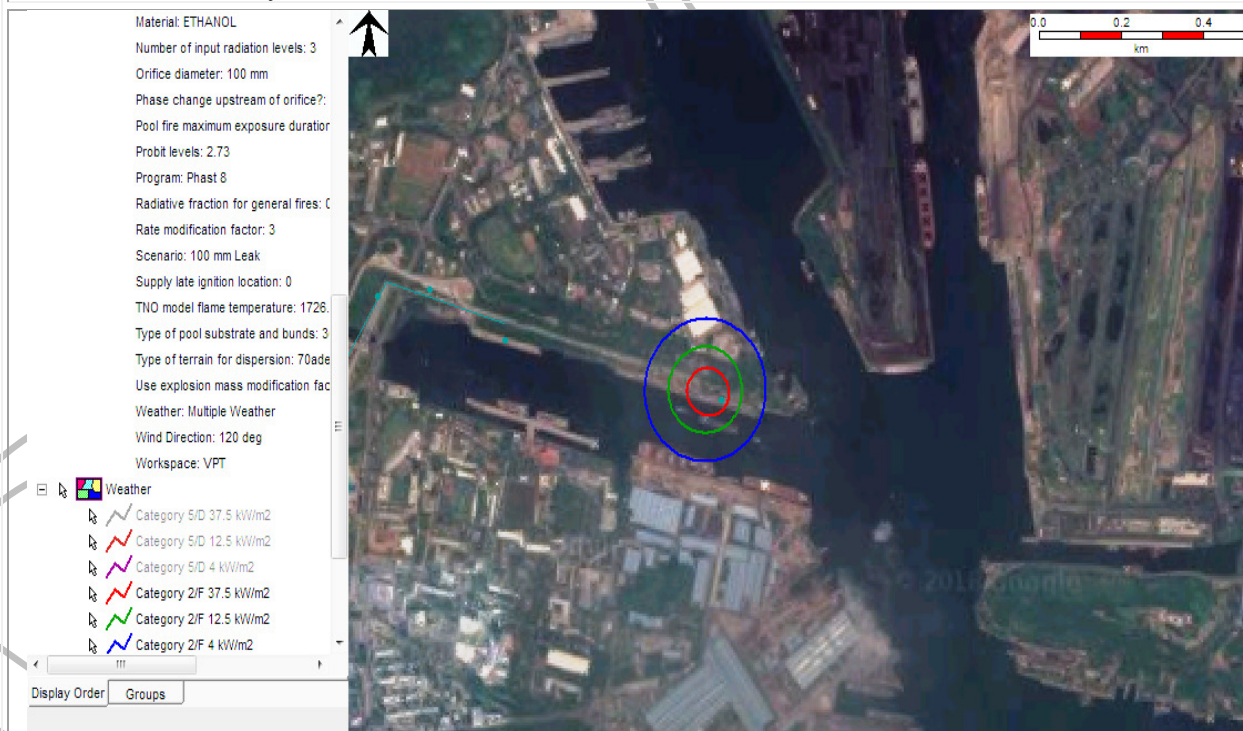 Material: ETHANOL
Number of input radiation levels: 3
Orifice diameter: 100 mm
Phase change upstream of orifice?:
Pool fire maximum exposure duration
Probit levels: 2.73
Program: Phast 8
Radiative fraction for general fires: 0
Rate modification factor: 3
Scenario: 100 mm Leak
Supply late ignition location: 0
TNO model flame temperature: 1726.
Type of pool substrate and bunds: 3
Type of terrain for dispersion: 70ade
Use explosion mass modification fac
Weather: Multiple Weather
Wind Direction: 120 deg
Workspace: VPT
Weather
Category 5/D 37.5 kW/m2
Category 5/D 12.5 kW/m2
Category 5/D 4 kW/m2
Category 2/F 37.5 kW/m2
Category 2/F 12.5 kW/m2
Category 2/F 4 kW/m2
Display Order Groups
0.0 0.2 0.4
km